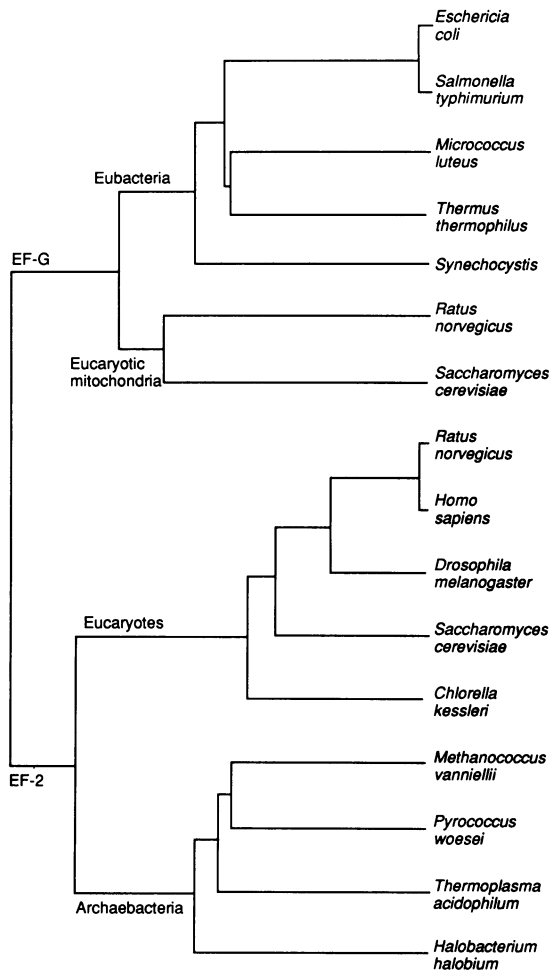 Eschericia
coli
Salmonella
typhimurium
Micrococcus
luteus
Eubacteria
Thermus
thermophilus
EF-G
Synechocystis
Ratus
norvegicus
Eucaryotic
mitochondria
Saccharomyces
cerevisiae
Ratus
norvegicus
Homo
sapiens
Drosophila
melanogaster
Eucaryotes
Saccharomyces
cerevisiae
Chlorella
kessleri
Methanococcus
vanniellii
EF-2
Pyrococcus
woesei
Thermoplasma
acidophilum
Archaebacteria
Halobacterium
halobium